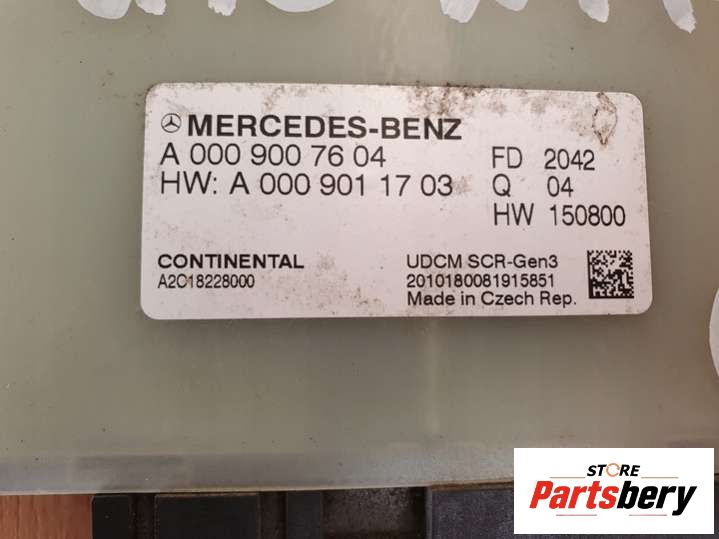 MERCEDES-BENZ
A 000 900 76 04
HW: A 000 901 17 03
FD 2042
Q 04
HW 150800
CONTINENTAL
A2C18228000
UDCM SCR-Gen3
2010180081915851
Made in Czech Rep.
STORE
Partsbery